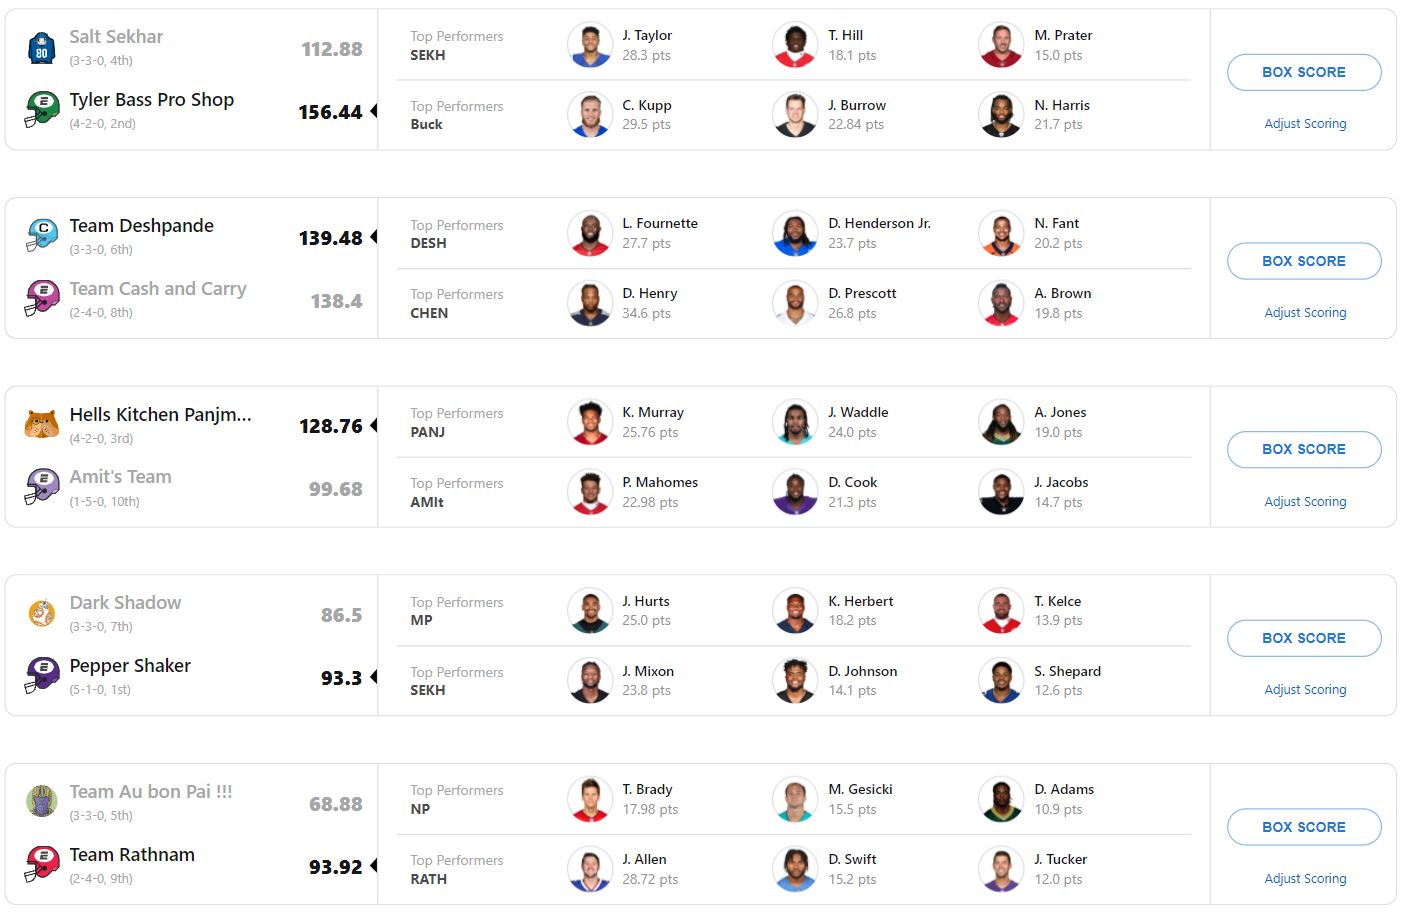 Salt Sekhar
(3-3-0, 4th)
112.88
Tyler Bass Pro Shop
(4-2-0, 2nd)
156.44
Top Performers
SEKH
J. Taylor
28.3 pts
T. Hill
18.1 pts
M. Prater
15.0 pts
Top Performers
Buck
C. Kupp
29.5 pts
J. Burrow
22.84 pts
N. Harris
21.7 pts
BOX SCORE
Adjust Scoring
Team Deshpande
(3-3-0, 6th)
139.48
Team Cash and Carry
(2-4-0, 8th)
138.4
Top Performers
DESH
L. Fournette
27.7 pts
D. Henderson Jr.
23.7 pts
N. Fant
20.2 pts
Top Performers
CHEN
D. Henry
34.6 pts
D. Prescott
26.8 pts
A. Brown
19.8 pts
BOX SCORE
Adjust Scoring
Hells Kitchen Panjm...
(4-2-0, 3rd)
128.76
Amit's Team
(1-5-0, 10th)
99.68
Top Performers
PANJ
K. Murray
25.76 pts
J. Waddle
24.0 pts
A. Jones
19.0 pts
Top Performers
AMIt
P. Mahomes
22.98 pts
D. Cook
21.3 pts
J. Jacobs
14.7 pts
BOX SCORE
Adjust Scoring
Dark Shadow
(3-3-0, 7th)
86.5
Pepper Shaker
(5-1-0, 1st)
93.3
Top Performers
MP
J. Hurts
25.0 pts
K. Herbert
18.2 pts
T. Kelce
13.9 pts
Top Performers
SEKH
J. Mixon
23.8 pts
D. Johnson
14.1 pts
S. Shepard
12.6 pts
BOX SCORE
Adjust Scoring
Team Au bon Pai !!!
(3-3-0, 5th)
68.88
Team Rathnam
(2-4-0, 9th)
93.92
Top Performers
NP
T. Brady
17.98 pts
M. Gesicki
15.5 pts
D. Adams
10.9 pts
Top Performers
RATH
J. Allen
28.72 pts
D. Swift
15.2 pts
J. Tucker
12.0 pts
BOX SCORE
Adjust Scoring